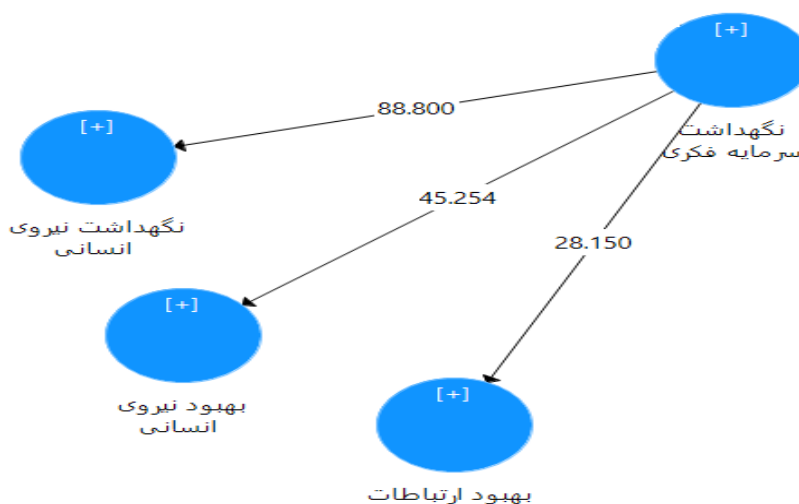 [+]
نگهداشت
سرمایه فکری
88.800
[+]
نگهداشت نیروی
انسانی
45.254
28.150
[+]
بهبود نیروی
انسانی
[+]
بهبود ارتباطات